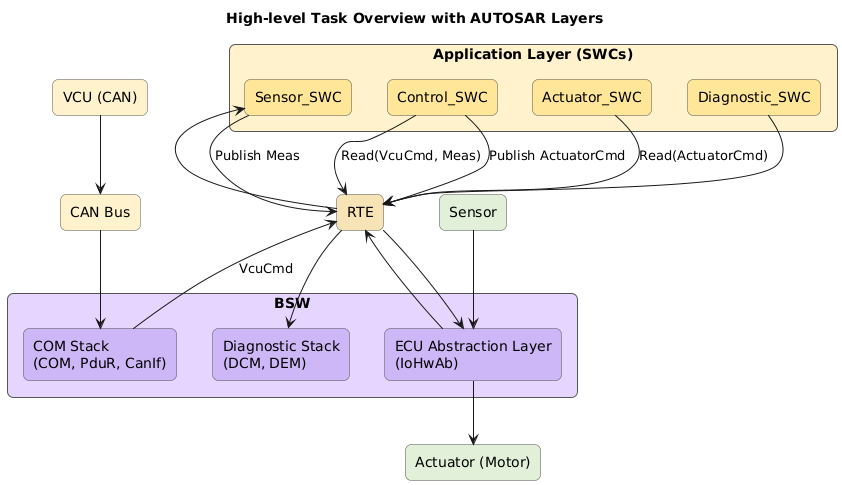 High-level Task Overview with AUTOSAR Layers
Application Layer (SWCs)
VCU (CAN)
Sensor_SWC
Control_SWC
Actuator_SWC
Diagnostic_SWC
Publish Meas
Read(VcuCmd, Meas)
Publish ActuatorCmd
Read(ActuatorCmd)
CAN Bus
RTE
Sensor
VcuCmd
BSW
COM Stack
(COM, PduR, CanIf)
Diagnostic Stack
(DCM, DEM)
ECU Abstraction Layer
(IoHwAb)
Actuator (Motor)